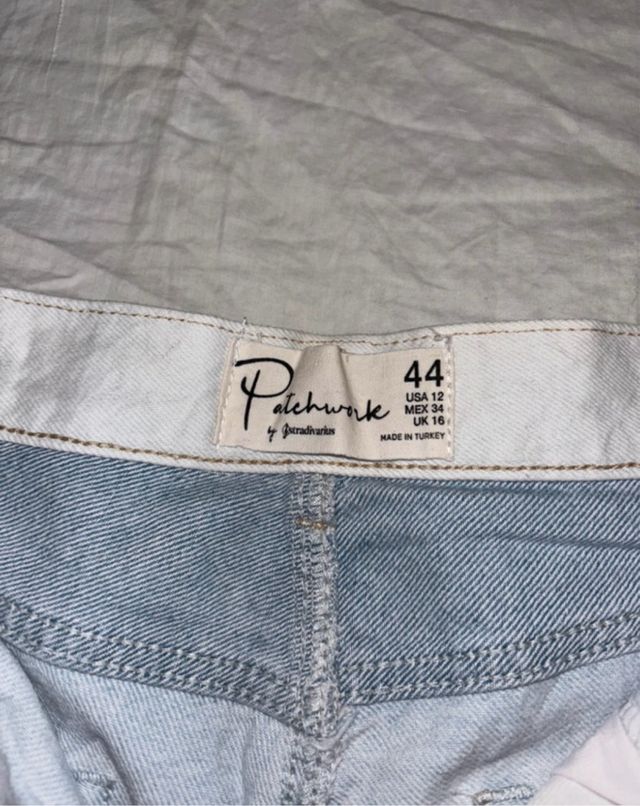 Patchwork
by stradivarius
44
USA 12
MEX 34
UK 16
MADE IN TURKEY